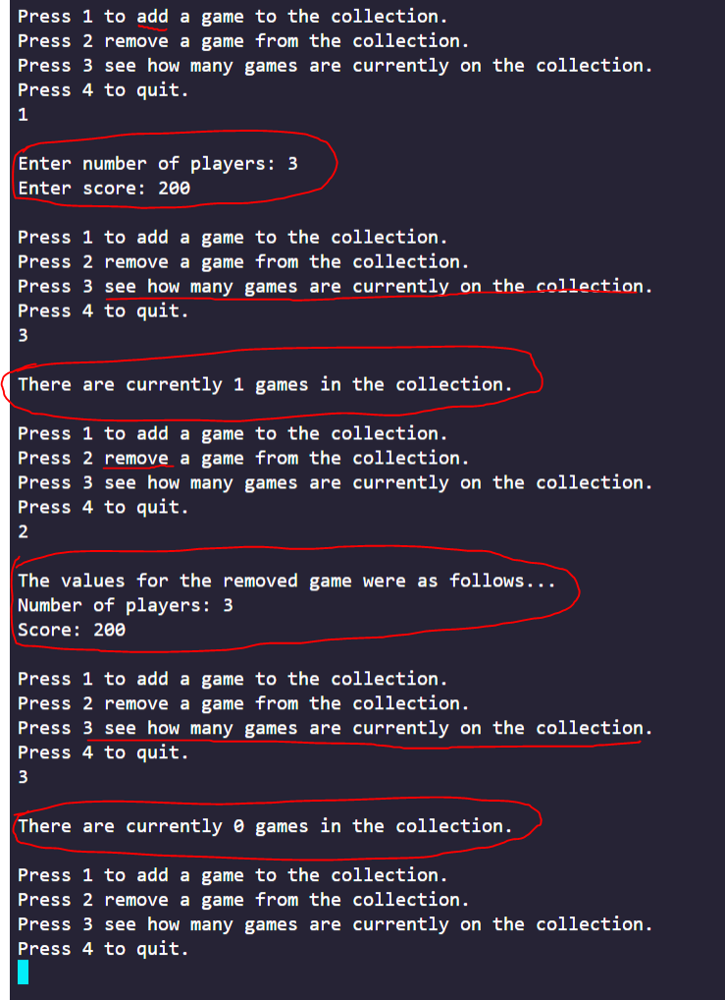 Press 1 to add a game to the collection.
Press 2 remove a game from the collection.
Press 3 see how many games are currently on the collection.
Press 4 to quit.
1
Enter number of players: 3
Enter score: 200
Press 1 to add a game to the collection.
Press 2 remove a game from the collection.
Press 3 see how many games are currently on the collection.
Press 4 to quit.
3
There are currently 1 games in the collection.
Press 1 to add a game to the collection.
Press 2 remove a game from the collection.
Press 3 see how many games are currently on the collection.
Press 4 to quit.
2
The values for the removed game were as follows...
Number of players: 3
Score: 200
Press 1 to add a game to the collection.
Press 2 remove a game from the collection.
Press 3 see how many games are currently on the collection.
Press 4 to quit.
3
There are currently 0 games in the collection.
Press 1 to add a game to the collection.
Press 2 remove a game from the collection.
Press 3 see how many games are currently on the collection.
Press 4 to quit.